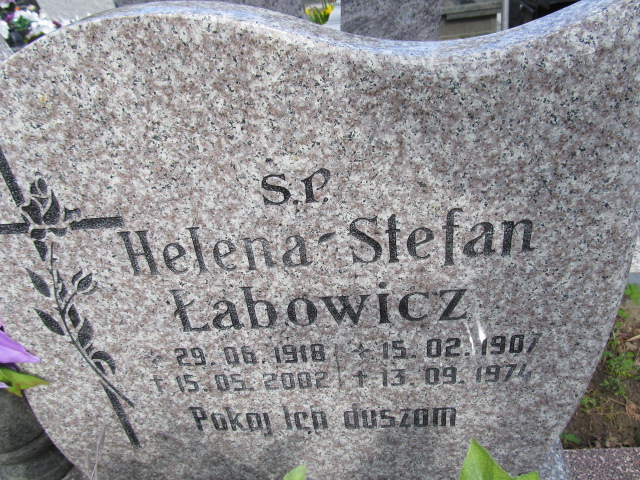 Ś.P.
Helena-Stefan
Łabowicz
* 29. 06. 1918 * 15. 02. 1907
† 15. 05. 2002 † 13. 09. 1974
Pokój Ich duszom